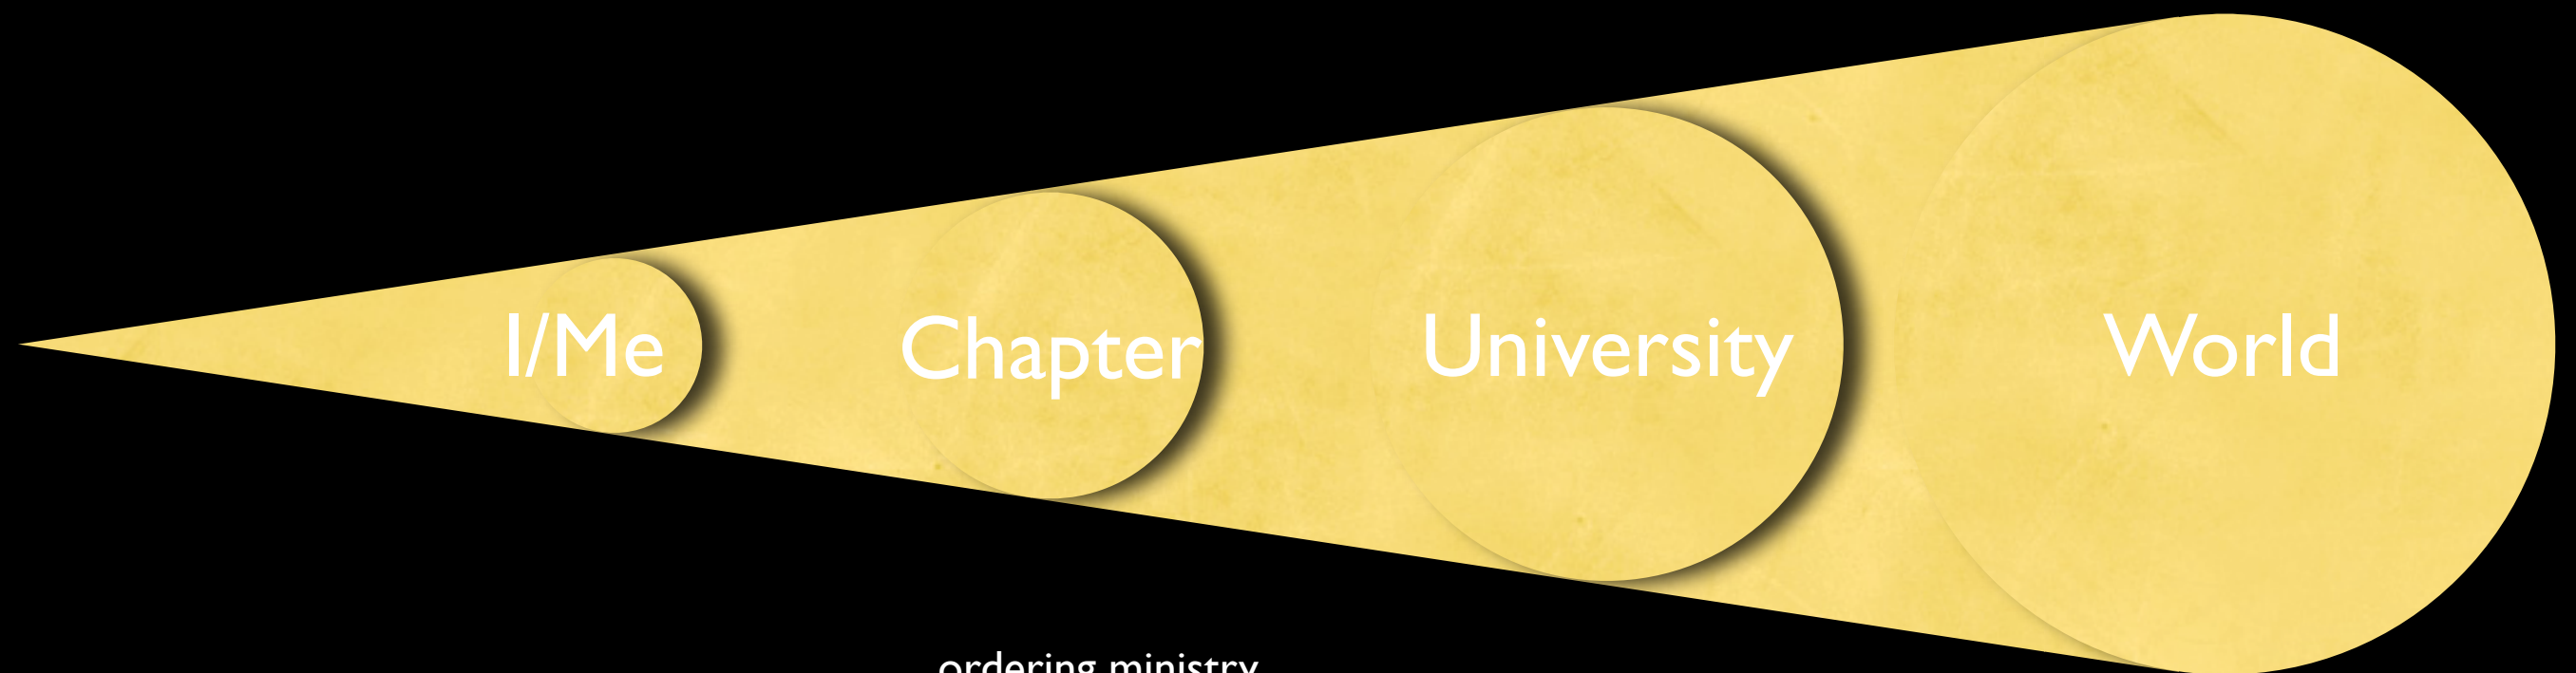 I/Me
Chapter
University
World
ordering ministry